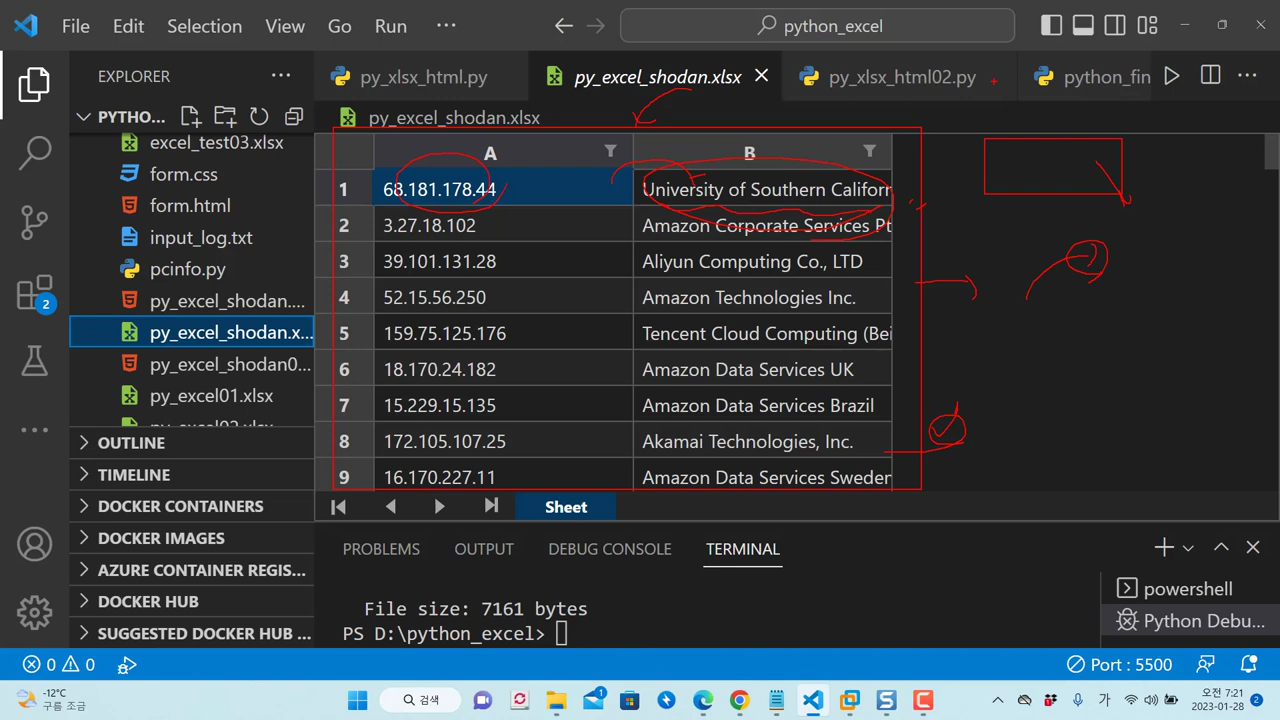 File Edit Selection View Go Run ··· python_excel
EXPLORER ···
PYTHO...
excel_test03.xlsx
form.css
form.html
input_log.txt
pcinfo.py
py_excel_shodan....
py_excel_shodan.x...
py_excel_shodan0...
py_excel01.xlsx
OUTLINE
TIMELINE
DOCKER CONTAINERS
DOCKER IMAGES
AZURE CONTAINER REGIS...
DOCKER HUB
SUGGESTED DOCKER HUB ...
2
py_xlsx_html.py py_excel_shodan.xlsx py_xlsx_html02.py python_fin
py_excel_shodan.xlsx
A B
1 68.181.178.44 University of Southern Californ
2 3.27.18.102 Amazon Corporate Services Pt
3 39.101.131.28 Aliyun Computing Co., LTD
4 52.15.56.250 Amazon Technologies Inc.
5 159.75.125.176 Tencent Cloud Computing (Bei
6 18.170.24.182 Amazon Data Services UK
7 15.229.15.135 Amazon Data Services Brazil
8 172.105.107.25 Akamai Technologies, Inc.
9 16.170.227.11 Amazon Data Services Sweden
Sheet
PROBLEMS OUTPUT DEBUG CONSOLE TERMINAL
File size: 7161 bytes
PS D:\python_excel>
powershell
Python Debu...
0 0 Port : 5500
-12°C
구름 조금
검색
1
가
오전 7:21
2023-01-28
2